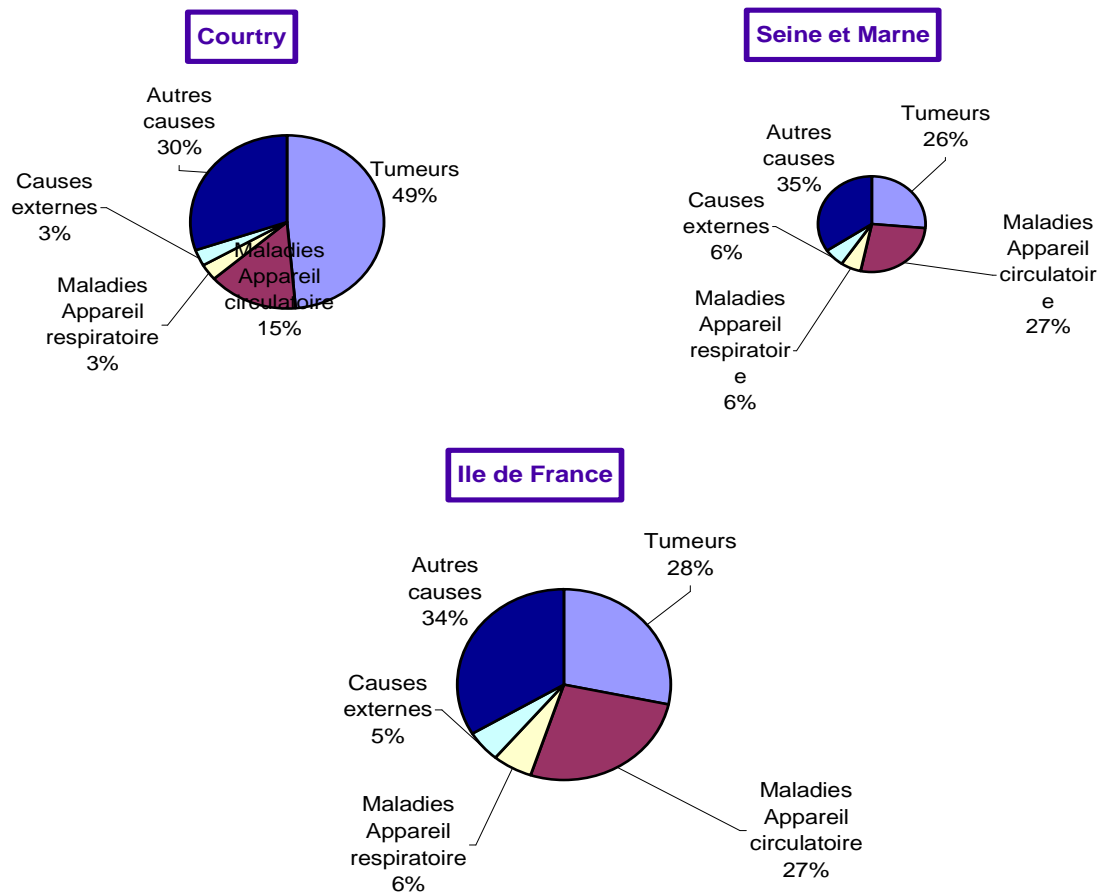 Courtry
Autres
causes
30%
Tumeurs
49%
Causes
externes
3%
Maladies
Appareil
circulatoire
15%
Maladies
Appareil
respiratoire
3%
Seine et Marne
Tumeurs
26%
Autres
causes
35%
Causes
externes
6%
Maladies
Appareil
circulatoir
e
27%
Maladies
Appareil
respiratoir
e
6%
Ile de France
Tumeurs
28%
Autres
causes
34%
Causes
externes
5%
Maladies
Appareil
respiratoire
6%
Maladies
Appareil
circulatoire
27%